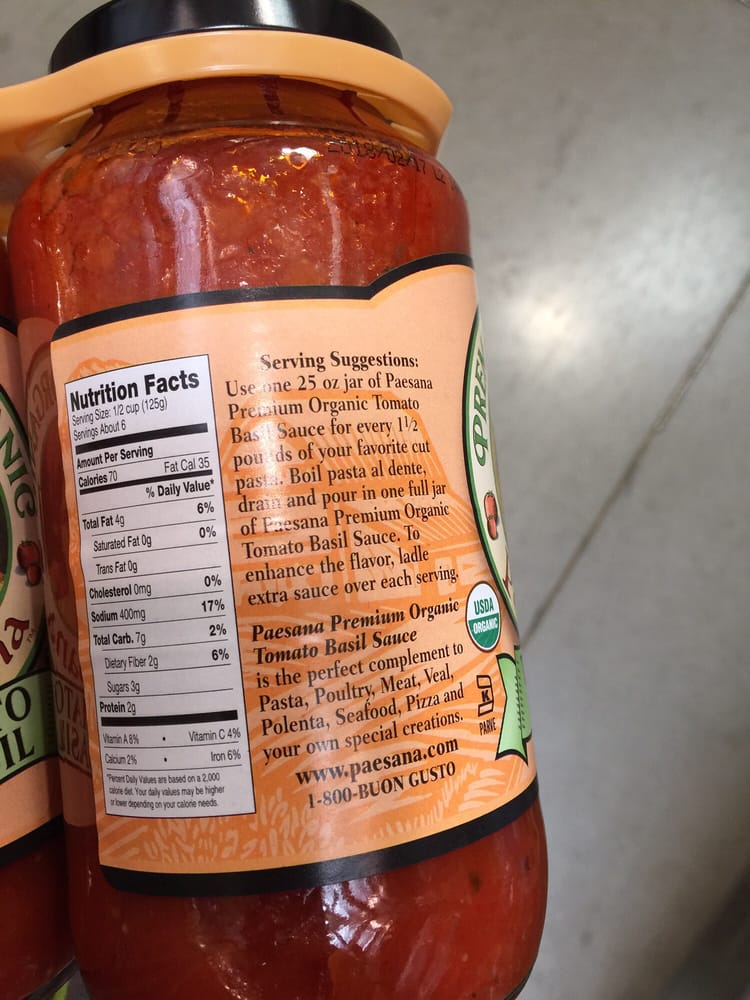 Nutrition Facts
Serving Size: 1/2 cup (125g)
Servings About 6
Amount Per Serving
Calories 70 Fat Cal 35
% Daily Value*
Total Fat 4g 6%
Saturated Fat 0g 0%
Trans Fat 0g
Cholesterol 0mg 0%
Sodium 400mg 17%
Total Carb. 7g 2%
Dietary Fiber 2g 6%
Sugars 3g
Protein 2g
Vitamin A 8% • Vitamin C 4%
Calcium 2% • Iron 6%
*Percent Daily Values are based on a 2,000
calorie diet. Your daily values may be higher
or lower depending on your calorie needs.
Serving Suggestions:
Use one 25 oz jar of Paesana
Premium Organic Tomato
Basil Sauce for every 1 1/2
pounds of your favorite cut
pasta. Boil pasta al dente,
drain and pour in one full jar
of Paesana Premium Organic
Tomato Basil Sauce. To
enhance the flavor, ladle
extra sauce over each serving.
Paesana Premium Organic
Tomato Basil Sauce
is the perfect complement to
Pasta, Poultry, Meat, Veal,
Polenta, Seafood, Pizza and
your own special creations.
www.paesana.com
1-800-BUON GUSTO
USDA
ORGANIC
K
PARVE